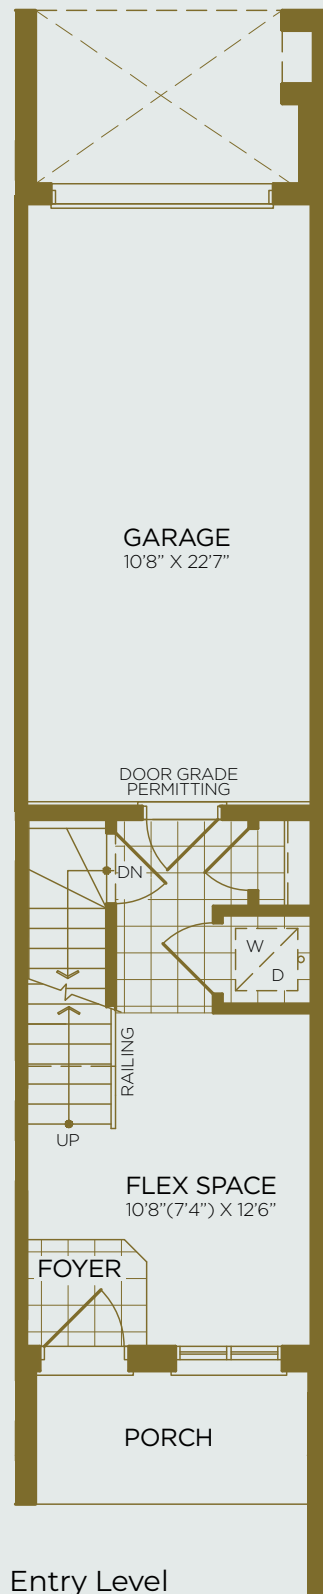 GARAGE
10'8" X 22'7"
DOOR GRADE
PERMITTING
DN
W
D
RAILING
UP
FLEX SPACE
10'8"(7'4") X 12'6"
FOYER
PORCH
Entry Level